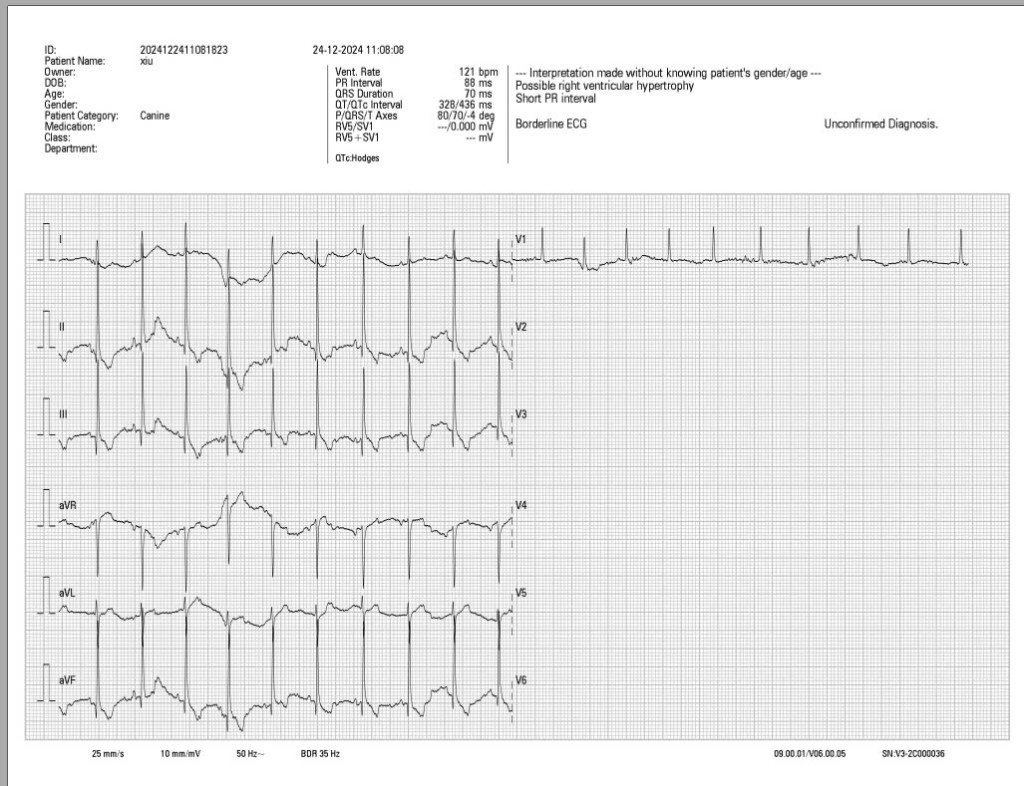 ID: 2024122411081823 24-12-2024 11:08:08
Patient Name: xiu
Owner:
DOB:
Age:
Gender:
Patient Category: Canine
Medication:
Class:
Department:
Vent. Rate 121 bpm
PR Interval 88 ms
QRS Duration 70 ms
QT/QTc Interval 328/436 ms
P/QRS/T Axes 80/70/-4 deg
RV5/SV1 ---/0.000 mV
RV5+SV1 --- mV
QTc:Hodges
--- Interpretation made without knowing patient's gender/age ---
Possible right ventricular hypertrophy
Short PR interval
Borderline ECG Unconfirmed Diagnosis.
I V1
II V2
III V3
aVR V4
aVL V5
aVF V6
25 mm/s 10 mm/mV 50 Hz~ BDR 35 Hz 09.00.01/V06.00.05 SN:V3-2C000036